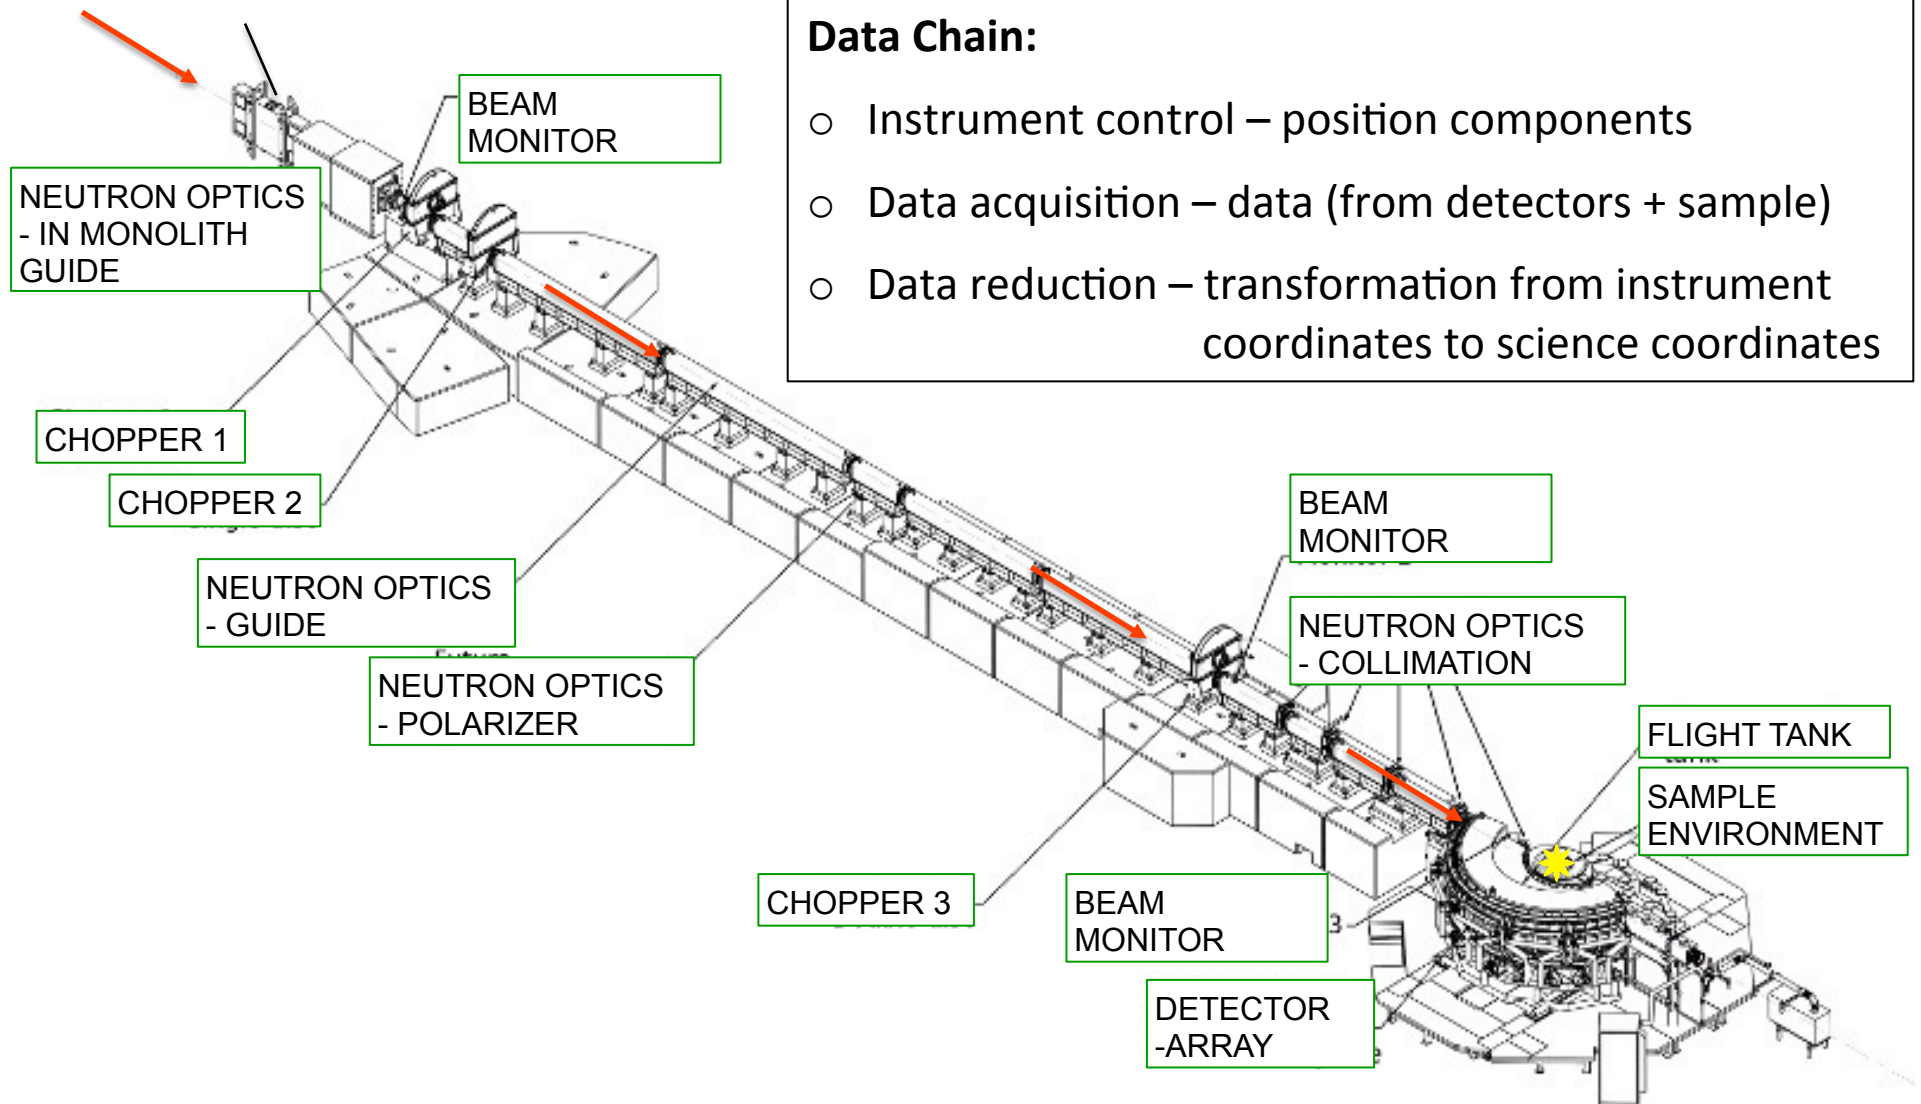 Data Chain:
o Instrument control – position components
o Data acquisition – data (from detectors + sample)
o Data reduction – transformation from instrument
coordinates to science coordinates
BEAM
MONITOR
NEUTRON OPTICS
- IN MONOLITH
GUIDE
CHOPPER 1
CHOPPER 2
NEUTRON OPTICS
- GUIDE
NEUTRON OPTICS
- POLARIZER
BEAM
MONITOR
NEUTRON OPTICS
- COLLIMATION
FLIGHT TANK
SAMPLE
ENVIRONMENT
CHOPPER 3
BEAM
MONITOR
3
DETECTOR
-ARRAY